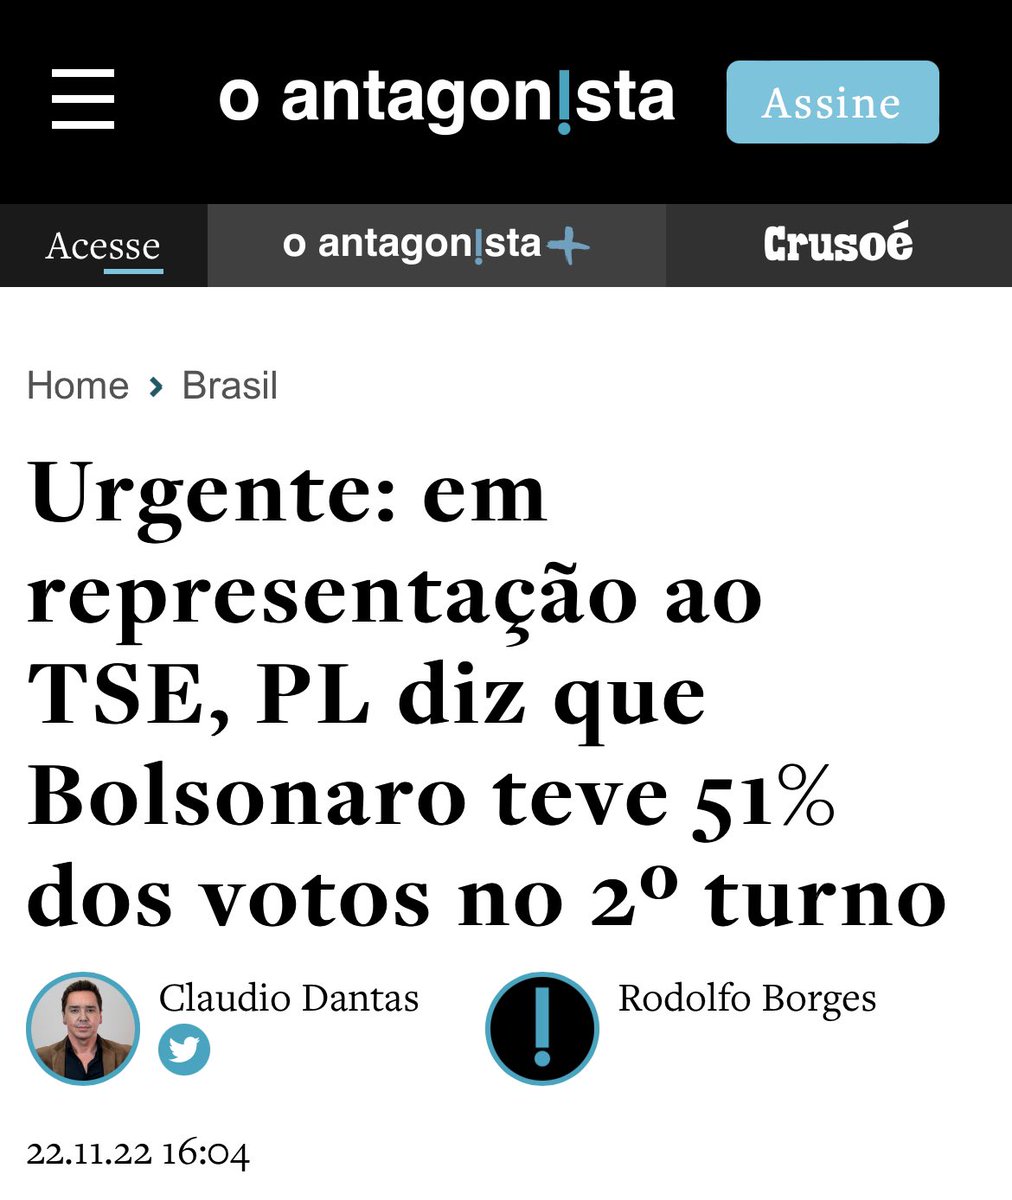 o antagon!sta
Assine
Acesse
o antagon!sta+
Crusoé
Home > Brasil
Urgente: em
representação ao
TSE, PL diz que
Bolsonaro teve 51%
dos votos no 2º turno
Claudio Dantas
Rodolfo Borges
22.11.22 16:04